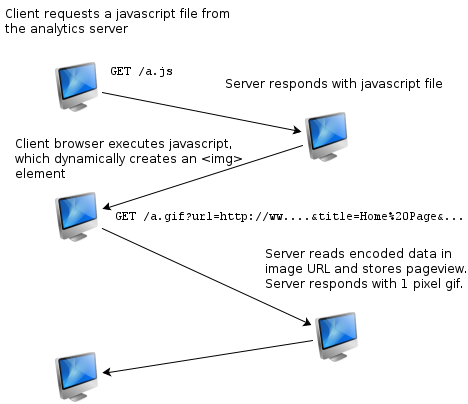 Client requests a javascript file from
the analytics server
GET /a.js
Server responds with javascript file
Client browser executes javascript,
which dynamically creates an <img>
element
GET /a.gif?url=http://ww....&title=Home%20Page&...
Server reads encoded data in
image URL and stores pageview.
Server responds with 1 pixel gif.